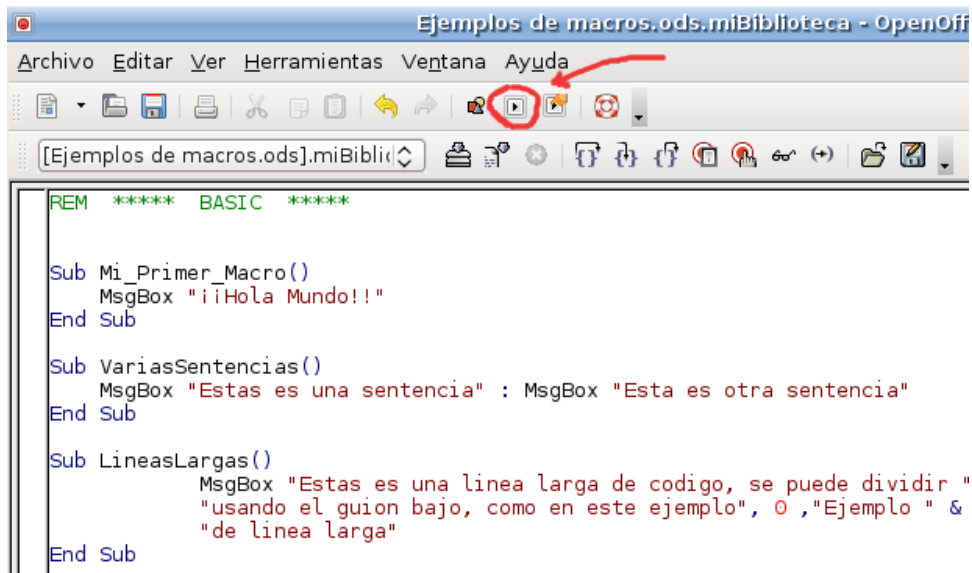 Ejemplos de macros.ods.miBiblioteca - OpenOff
Archivo Editar Ver Herramientas Ventana Ayuda
[Ejemplos de macros.ods].miBiblic
REM ***** BASIC *****
Sub Mi_Primer_Macro()
MsgBox "¡¡Hola Mundo!!"
End Sub
Sub VariasSentencias()
MsgBox "Estas es una sentencia" : MsgBox "Esta es otra sentencia"
End Sub
Sub LineasLargas()
MsgBox "Estas es una linea larga de codigo, se puede dividir "
"usando el guion bajo, como en este ejemplo", 0 ,"Ejemplo " &
"de linea larga"
End Sub